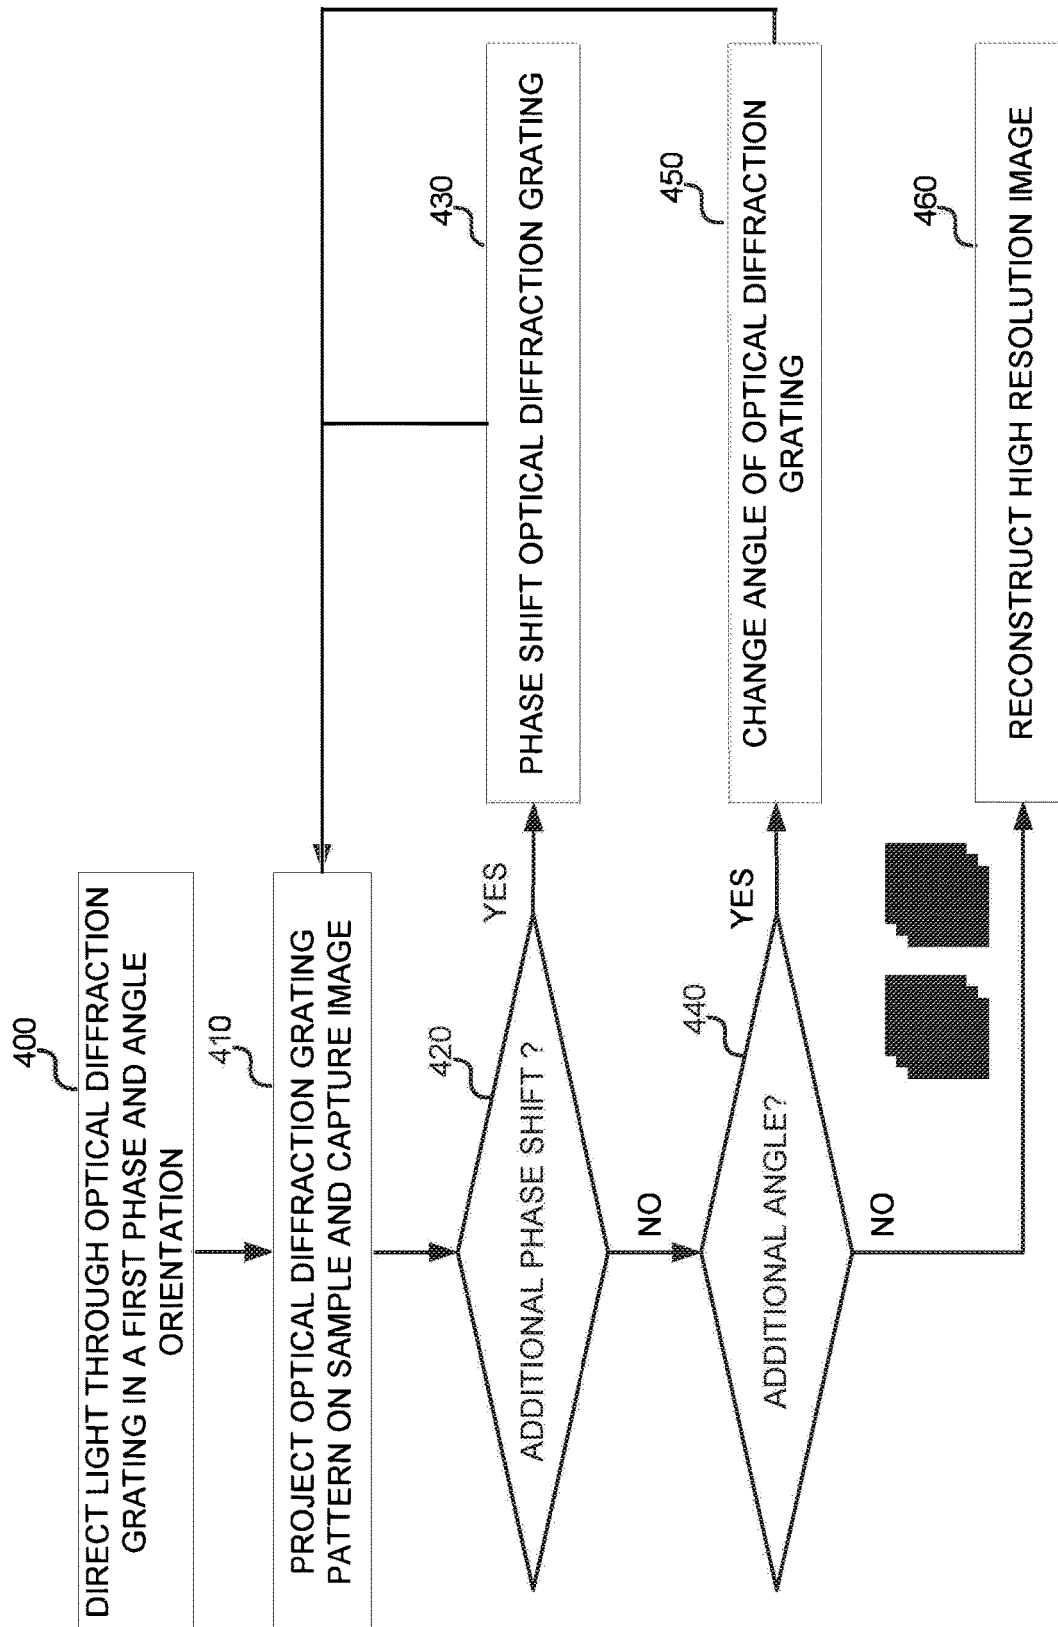 400
DIRECT LIGHT THROUGH OPTICAL DIFFRACTION
GRATING IN A FIRST PHASE AND ANGLE
ORIENTATION
410
PROJECT OPTICAL DIFFRACTION GRATING
PATTERN ON SAMPLE AND CAPTURE IMAGE
420
ADDITIONAL PHASE SHIFT ?
YES
430
PHASE SHIFT OPTICAL DIFFRACTION GRATING
NO
440
ADDITIONAL ANGLE?
YES
450
CHANGE ANGLE OF OPTICAL DIFFRACTION
GRATING
NO
460
RECONSTRUCT HIGH RESOLUTION IMAGE